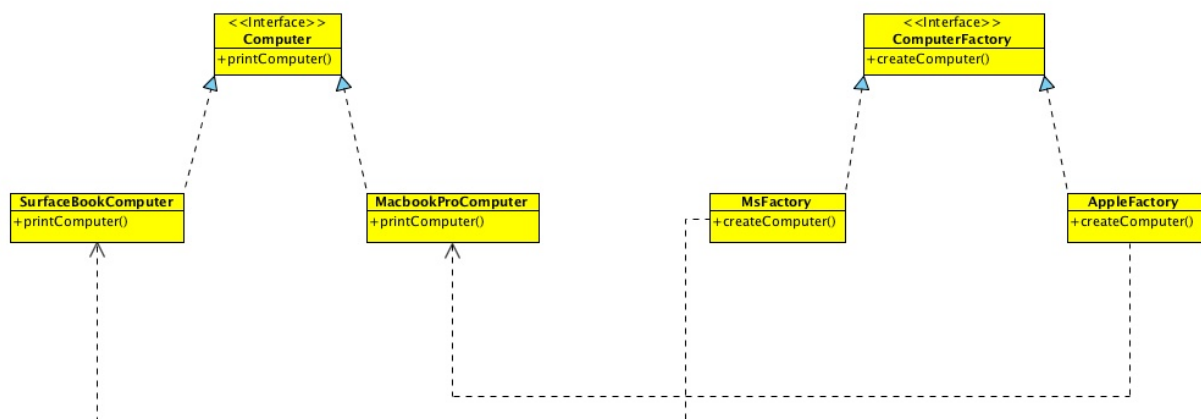 <<Interface>>
Computer
+printComputer()
<<Interface>>
ComputerFactory
+createComputer()
SurfaceBookComputer
+printComputer()
MacbookProComputer
+printComputer()
MsFactory
+createComputer()
AppleFactory
+createComputer()